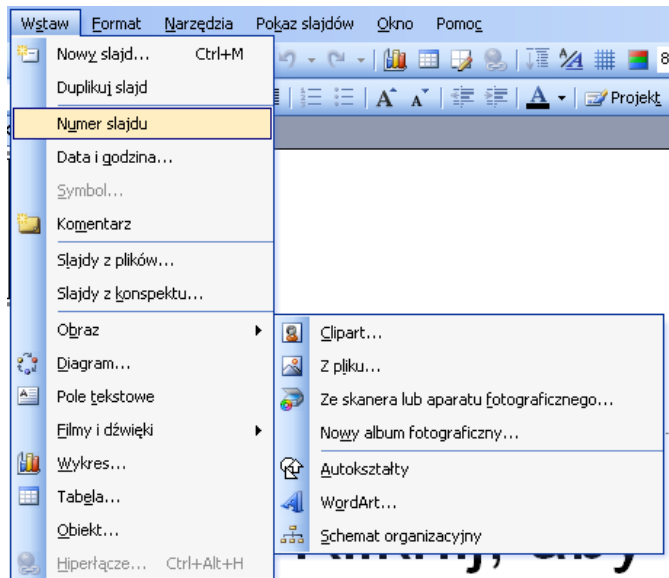 Wstaw Format Narzędzia Pokaz slajdów Okno Pomoc
Nowy slajd... Ctrl+M
Duplikuj slajd
Numer slajdu
Data i godzina...
Symbol...
Komentarz
Slajdy z plików...
Slajdy z konspektu...
Obraz
Diagram...
Pole tekstowe
Filmy i dźwięki
Wykres...
Tabela...
Obiekt...
Hiperłącze... Ctrl+Alt+H
Clipart...
Z pliku...
Ze skanera lub aparatu fotograficznego...
Nowy album fotograficzny...
Autokształty
WordArt...
Schemat organizacyjny
8
A A A Projekt